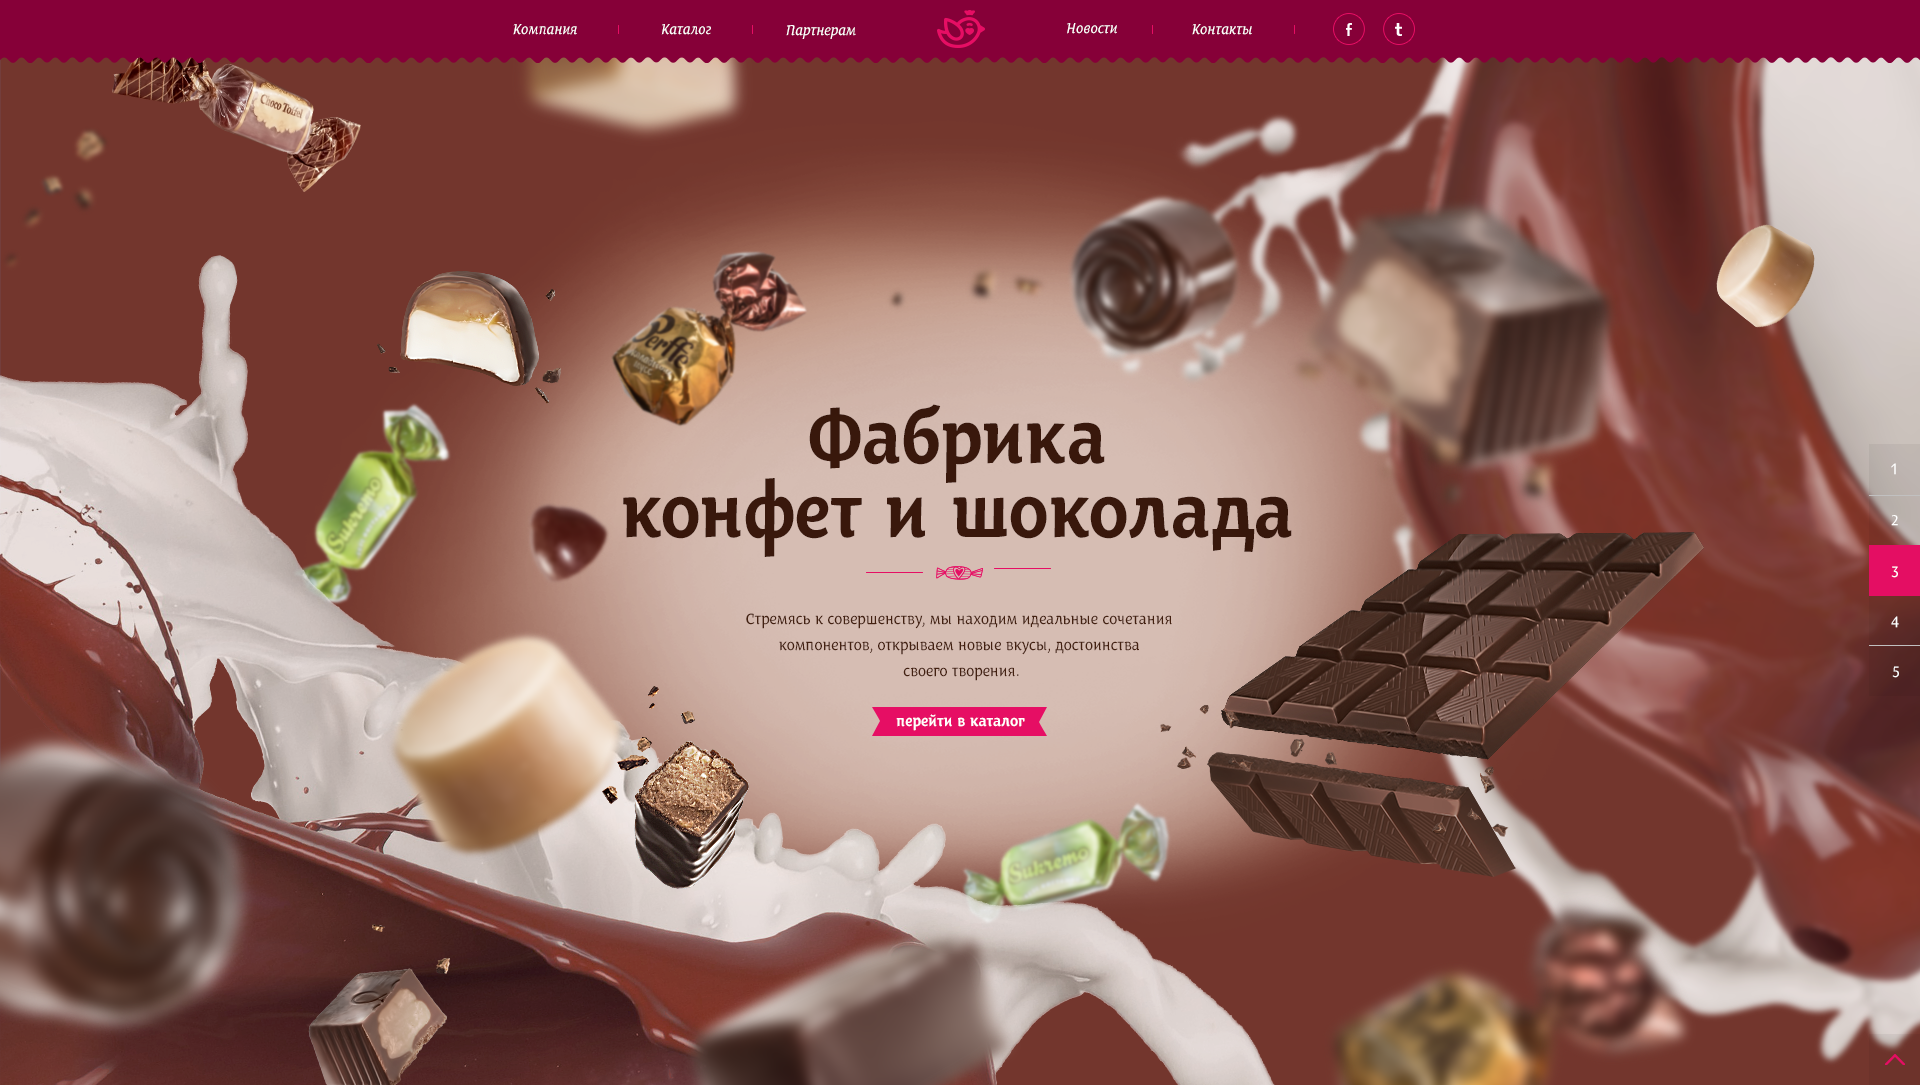 Компания
Каталог
Партнерам
Новости
Контакты
f
t
Choco Toffel
Perffe
Sukremo
Фабрика
конфет и шоколада
Стремясь к совершенству, мы находим идеальные сочетания
компонентов, открываем новые вкусы, достоинства
своего творения.
перейти в каталог
Sukremo
1
2
3
4
5